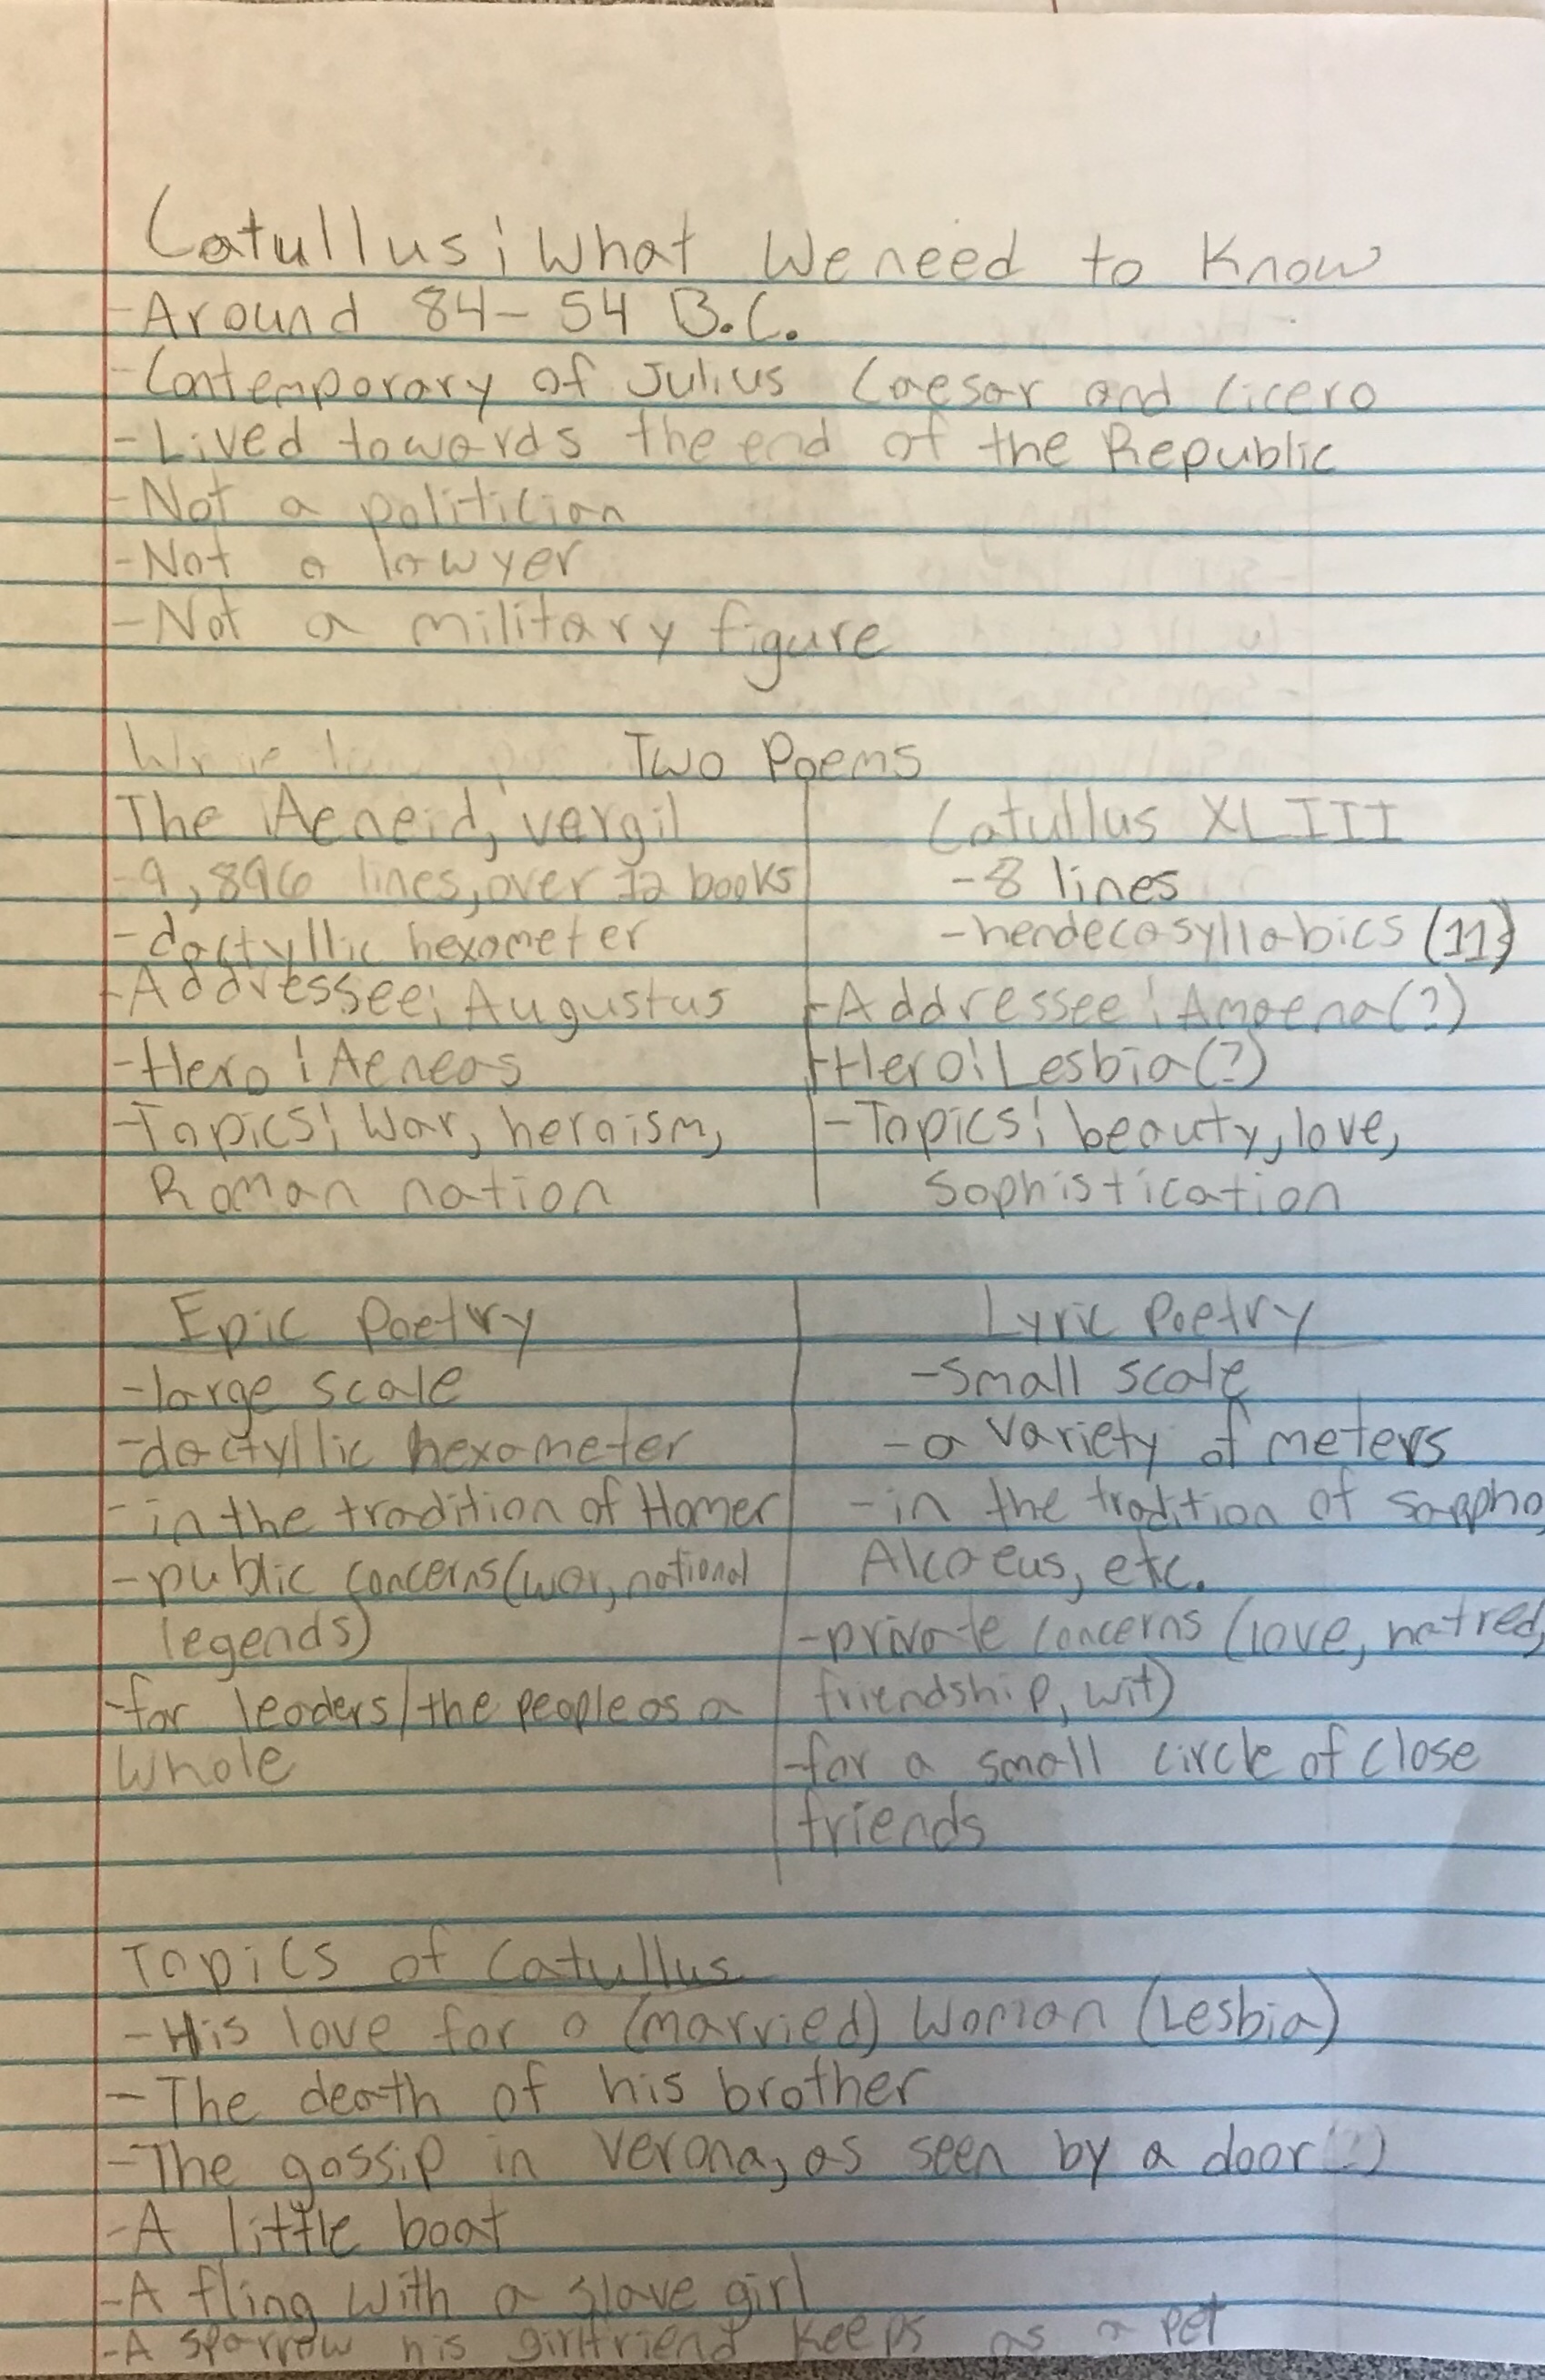 Catullus: What We need to Know
-Around 84-54 B.C.
-Contemporary of Julius Caesar and Cicero
-Lived towards the end of the Republic
-Not a politician
-Not a lawyer
-Not a military figure
Two Poems
The Aeneid, vergil
-9,896 lines, over 12 books
-dactyllic hexameter
-Addressee: Augustus
-Hero: Aeneas
-Topics: War, heroism,
Roman nation
Catullus XLIII
-8 lines
-hendecasyllabics (11)
-Addressee: Ameana(?)
-Hero: Lesbia(?)
-Topics: beauty, love,
Sophistication
Epic Poetry
-large scale
-dactyllic hexameter
-in the tradition of Homer
-public concerns (war, national
legends)
-for leaders/the people as a
Whole
Lyric Poetry
-Small scale
-a variety of meters
-in the tradition of Sappho,
Alcaeus, etc.
-private concerns (love, hatred,
friendship, wit)
-for a small circle of close
friends
Topics of Catullus
-His love for a (married) Woman (Lesbia)
-The death of his brother
-The gossip in Verona, as seen by a door(?)
-A little boat
-A fling with a slave girl
-A sparrow his girlfriend keeps as a pet